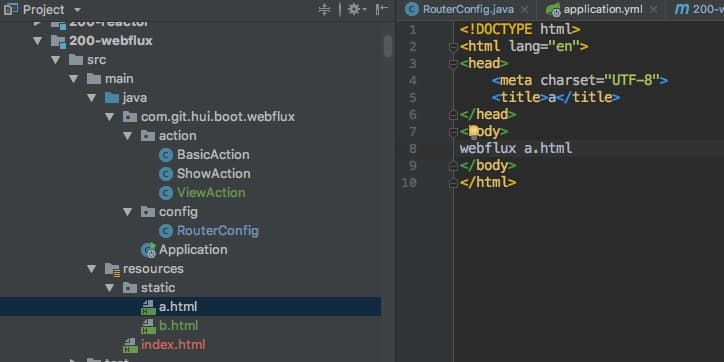 Project
200-reactor
200-webflux
src
main
java
com.git.hui.boot.webflux
action
BasicAction
ShowAction
ViewAction
config
RouterConfig
Application
resources
static
a.html
b.html
index.html
test
RouterConfig.java
application.yml
200-w
1 <!DOCTYPE html>
2 <html lang="en">
3 <head>
4 <meta charset="UTF-8">
5 <title>a</title>
6 </head>
7 <body>
8 webflux a.html
9 </body>
10 </html>